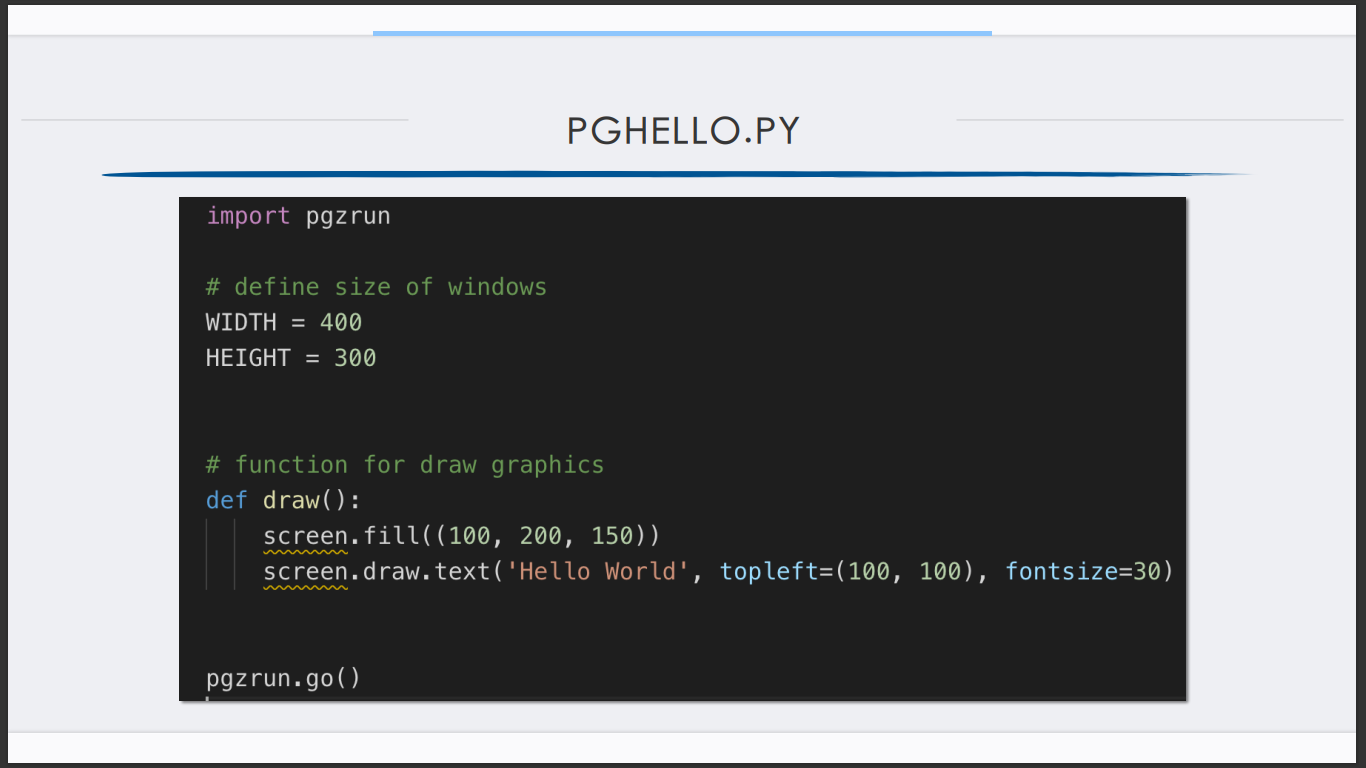 PGHELLO.PY
import pgzrun
# define size of windows
WIDTH = 400
HEIGHT = 300
# function for draw graphics
def draw():
    screen.fill((100, 200, 150))
    screen.draw.text('Hello World', topleft=(100, 100), fontsize=30)
pgzrun.go()